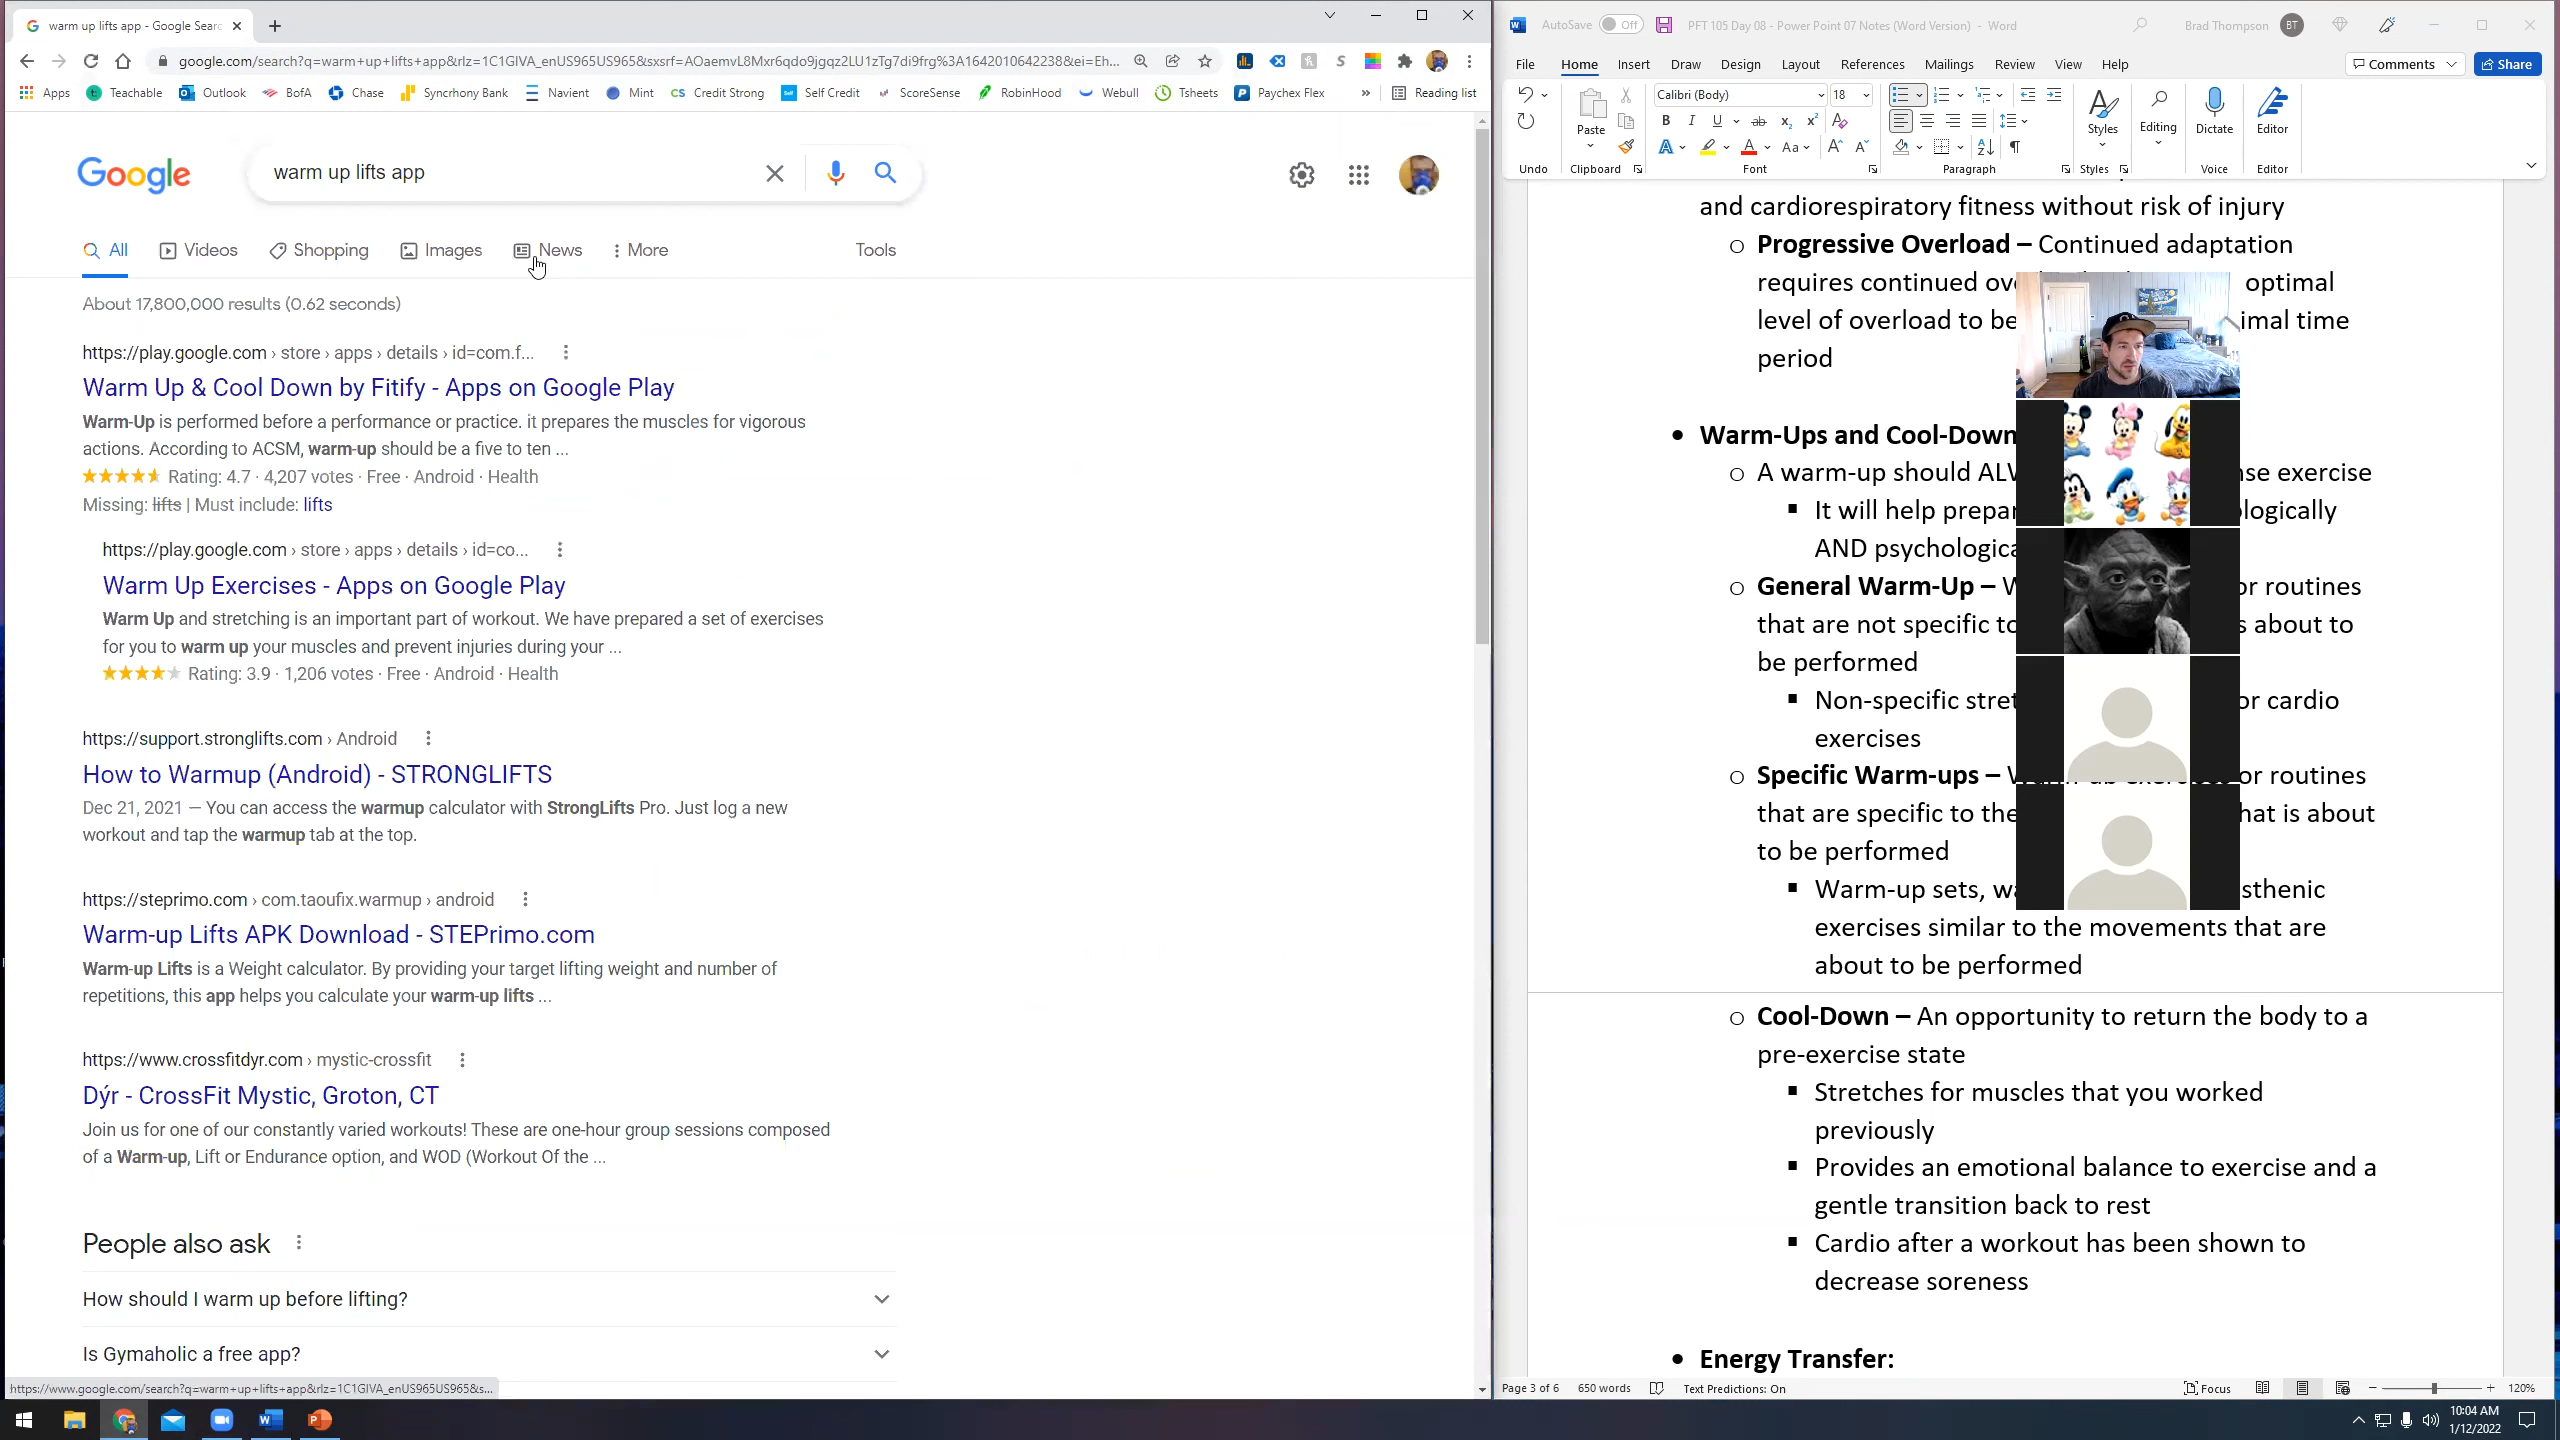 warm up lifts app - Google Searc
google.com/search?q=warm+up+lifts+app&rlz=1C1GIVA_enUS965US965&sxsrf=AOaemvL8Mxr6qdo9jgqz2LU1zTg7di9frg%3A1642010642238&ei=Eh...
Apps Teachable Outlook BofA Chase Syncrhony Bank Navient Mint CS Credit Strong Self Credit ScoreSense RobinHood Webull Tsheets Paychex Flex » Reading list
Google
warm up lifts app
All Videos Shopping Images News More Tools
About 17,800,000 results (0.62 seconds)
https://play.google.com › store › apps › details › id=com.f...
Warm Up & Cool Down by Fitify - Apps on Google Play
Warm-Up is performed before a performance or practice. it prepares the muscles for vigorous
actions. According to ACSM, warm-up should be a five to ten ...
Rating: 4.7 · 4,207 votes · Free · Android · Health
Missing: lifts | Must include: lifts
https://play.google.com › store › apps › details › id=co...
Warm Up Exercises - Apps on Google Play
Warm Up and stretching is an important part of workout. We have prepared a set of exercises
for you to warm up your muscles and prevent injuries during your ...
Rating: 3.9 · 1,206 votes · Free · Android · Health
https://support.stronglifts.com › Android
How to Warmup (Android) - STRONGLIFTS
Dec 21, 2021 — You can access the warmup calculator with StrongLifts Pro. Just log a new
workout and tap the warmup tab at the top.
https://steprimo.com › com.taoufix.warmup › android
Warm-up Lifts APK Download - STEPrimo.com
Warm-up Lifts is a Weight calculator. By providing your target lifting weight and number of
repetitions, this app helps you calculate your warm-up lifts ...
https://www.crossfitdyr.com › mystic-crossfit
Dýr - CrossFit Mystic, Groton, CT
Join us for one of our constantly varied workouts! These are one-hour group sessions composed
of a Warm-up, Lift or Endurance option, and WOD (Workout Of the ...
People also ask
How should I warm up before lifting?
Is Gymaholic a free app?
https://www.google.com/search?q=warm+up+lifts+app&rlz=1C1GIVA_enUS965US965&s...
AutoSave Off PFT 105 Day 08 - Power Point 07 Notes (Word Version) - Word Brad Thompson BT
File Home Insert Draw Design Layout References Mailings Review View Help Comments Share
Calibri (Body) 18
Paste Styles Editing Dictate Editor
Undo Clipboard Font Paragraph Styles Voice Editor
and cardiorespiratory fitness without risk of injury
o Progressive Overload – Continued adaptation
requires continued optimal
level of overload to be time
period
• Warm-Ups and Cool-Down
o A warm-up should exercise
▪ It will help
AND
o General Warm-Up – or routines
that are not specific to about to
be performed
▪ Non-specific or cardio
exercises
o Specific Warm-ups – or routines
that are specific to the that is about
to be performed
▪ Warm-up sets,
exercises similar to the movements that are
about to be performed
o Cool-Down – An opportunity to return the body to a
pre-exercise state
▪ Stretches for muscles that you worked
previously
▪ Provides an emotional balance to exercise and a
gentle transition back to rest
▪ Cardio after a workout has been shown to
decrease soreness
• Energy Transfer:
Page 3 of 6 650 words Text Predictions: On Focus 120%
10:04 AM
1/12/2022